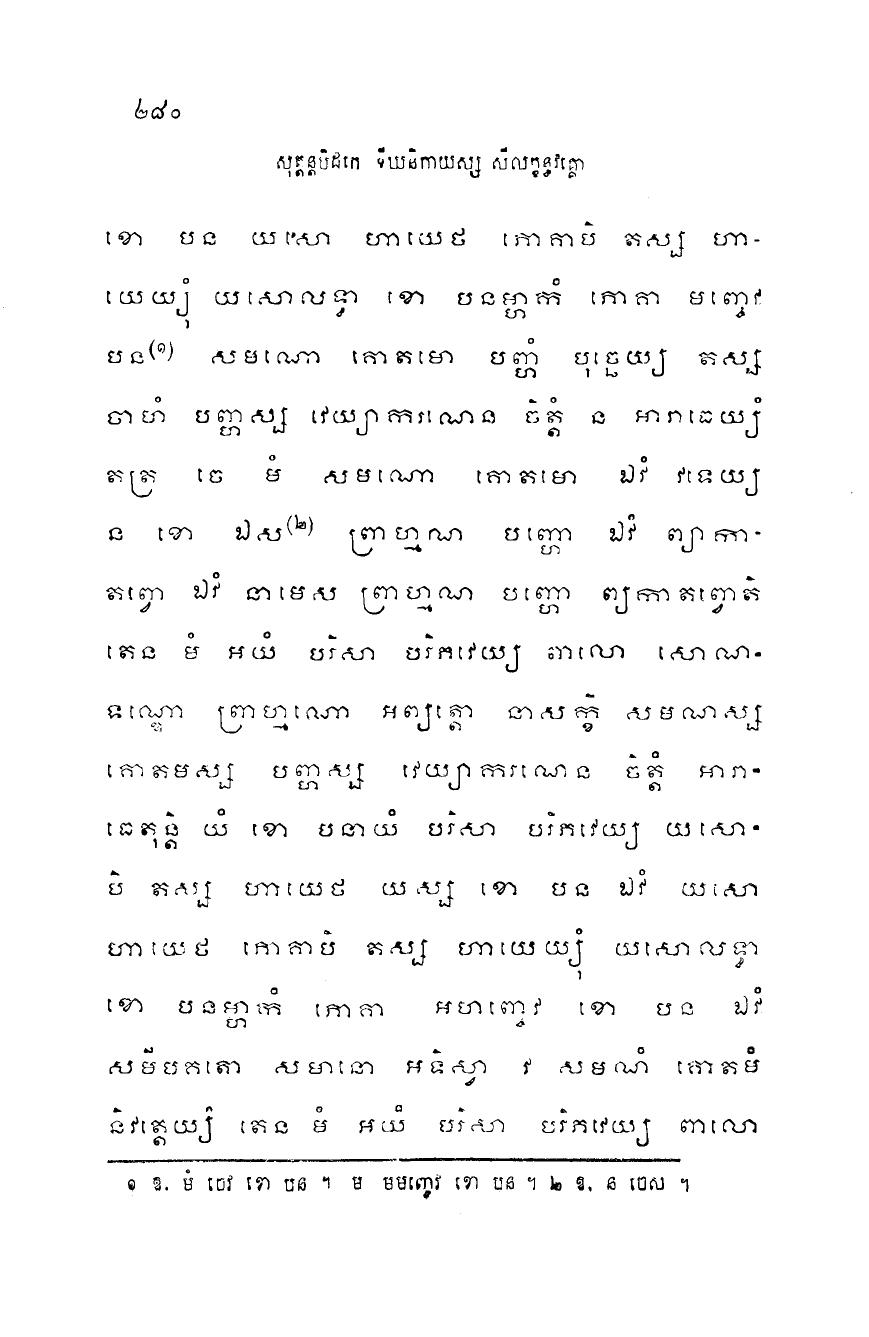 ២៨០
សុត្តន្តបិដកេ ទីឃនិកាយស្ស សីលក្ខន្ធវគ្គោ
ខោ បន យសោ ហាយេថ ភោគាបិ តស្ស ហា-
យេយ្យុំ យសោលទ្ធា ខោ បនម្ហាកំ ភោគា មញ្ចេវ
បន(១) សមណោ គោតមោ បញ្ហំ បុច្ឆេយ្យ តស្ស
ចាហំ បញ្ហស្ស វេយ្យាករណេន ចិត្តំ ន អារាធេយ្យំ
តត្រ ចេ មំ សមណោ គោតមោ ឯវំ វទេយ្យ
ន ខោ ឯស(២) ព្រាហ្មណ បញ្ហោ ឯវំ ព្យាកា-
តព្វោ ឯវំ នាមេស ព្រាហ្មណ បញ្ហោ ព្យកាតព្វោតិ
តេន មំ អយំ បរិសា បរិភវេយ្យ ពាលោ សោណ-
ទណ្ឌោ ព្រាហ្មណោ អព្យត្តោ នាសក្ខិ សមណស្ស
គោតមស្ស បញ្ហស្ស វេយ្យាករណេន ចិត្តំ អារា-
ធេតុន្តិ យំ ខោ បនាយំ បរិសា បរិភវេយ្យ យសោ-
បិ តស្ស ហាយេថ យស្ស ខោ បន ឯវំ យសោ
ហាយេថ ភោគាបិ តស្ស ហាយេយ្យុំ យសោលទ្ធា
ខោ បនម្ហាកំ ភោគា អហញ្ចេវ ខោ បន ឯវំ
សមីបគតោ សមានោ អទិស្វា វ សមណំ គោតមំ
និវត្តេយ្យំ តេន មំ អយំ បរិសា បរិភវេយ្យ ពាលោ
១ ឱ. មំ ចេវ ខោ បន ។ ម មមញ្ចេវ ខោ បន ។ ២ ឱ. ន ចេស ។